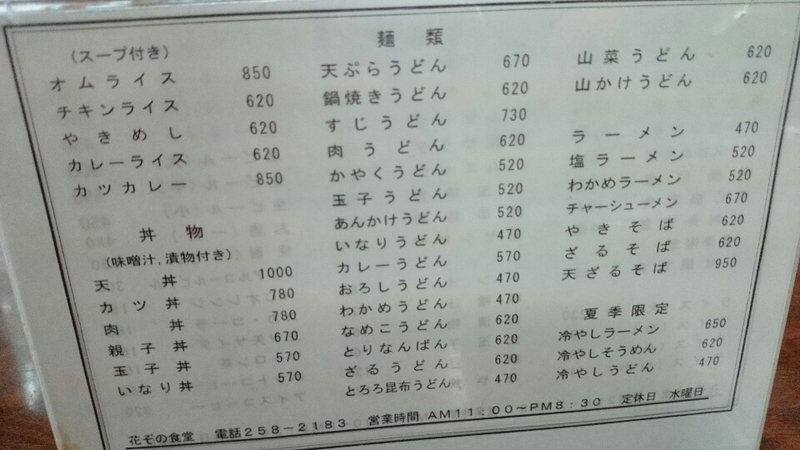 (スープ付き)
オムライス 850
チキンライス 620
やきめし 620
カレーライス 620
カツカレー 850
丼物
(味噌汁,漬物付き)
天丼 1000
カツ丼 780
肉丼 780
親子丼 670
玉子丼 570
いなり丼 570
麺類
天ぷらうどん 670
鍋焼きうどん 620
すじうどん 730
肉うどん 620
かやくうどん 520
玉子うどん 520
あんかけうどん 520
いなりうどん 470
カレーうどん 570
おろしうどん 470
わかめうどん 470
なめこうどん 620
とりなんばん 620
ざるうどん 620
とろろ昆布うどん 470
山菜うどん 620
山かけうどん 620
ラーメン 470
塩ラーメン 520
わかめラーメン 520
チャーシューメン 670
やきそば 620
ざるそば 620
天ざるそば 950
夏季限定
冷やしラーメン 650
冷やしそうめん 620
冷やしうどん 470
花ぞの食堂 電話258-2183 営業時間 AM11:00~PM8:30 定休日 水曜日